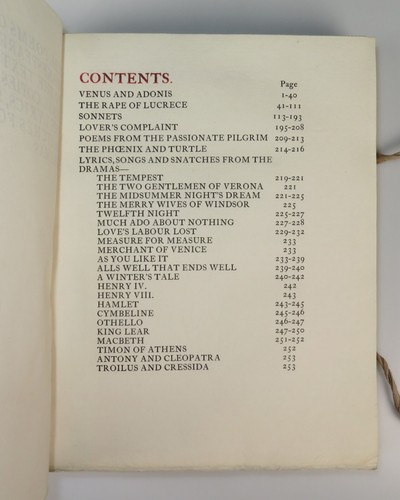 CONTENTS.
Page
VENUS AND ADONIS 1-40
THE RAPE OF LUCRECE 41-111
SONNETS 113-193
LOVER'S COMPLAINT 195-208
POEMS FROM THE PASSIONATE PILGRIM 209-213
THE PHŒNIX AND TURTLE 214-216
LYRICS, SONGS AND SNATCHES FROM THE
DRAMAS—
THE TEMPEST 219-221
THE TWO GENTLEMEN OF VERONA 221
THE MIDSUMMER NIGHT'S DREAM 221-225
THE MERRY WIVES OF WINDSOR 225
TWELFTH NIGHT 225-227
MUCH ADO ABOUT NOTHING 227-228
LOVE'S LABOUR LOST 229-232
MEASURE FOR MEASURE 233
MERCHANT OF VENICE 233
AS YOU LIKE IT 233-239
ALLS WELL THAT ENDS WELL 239-240
A WINTER'S TALE 240-242
HENRY IV. 242
HENRY VIII. 243
HAMLET 243-245
CYMBELINE 245-246
OTHELLO 246-247
KING LEAR 247-250
MACBETH 251-252
TIMON OF ATHENS 252
ANTONY AND CLEOPATRA 253
TROILUS AND CRESSIDA 253